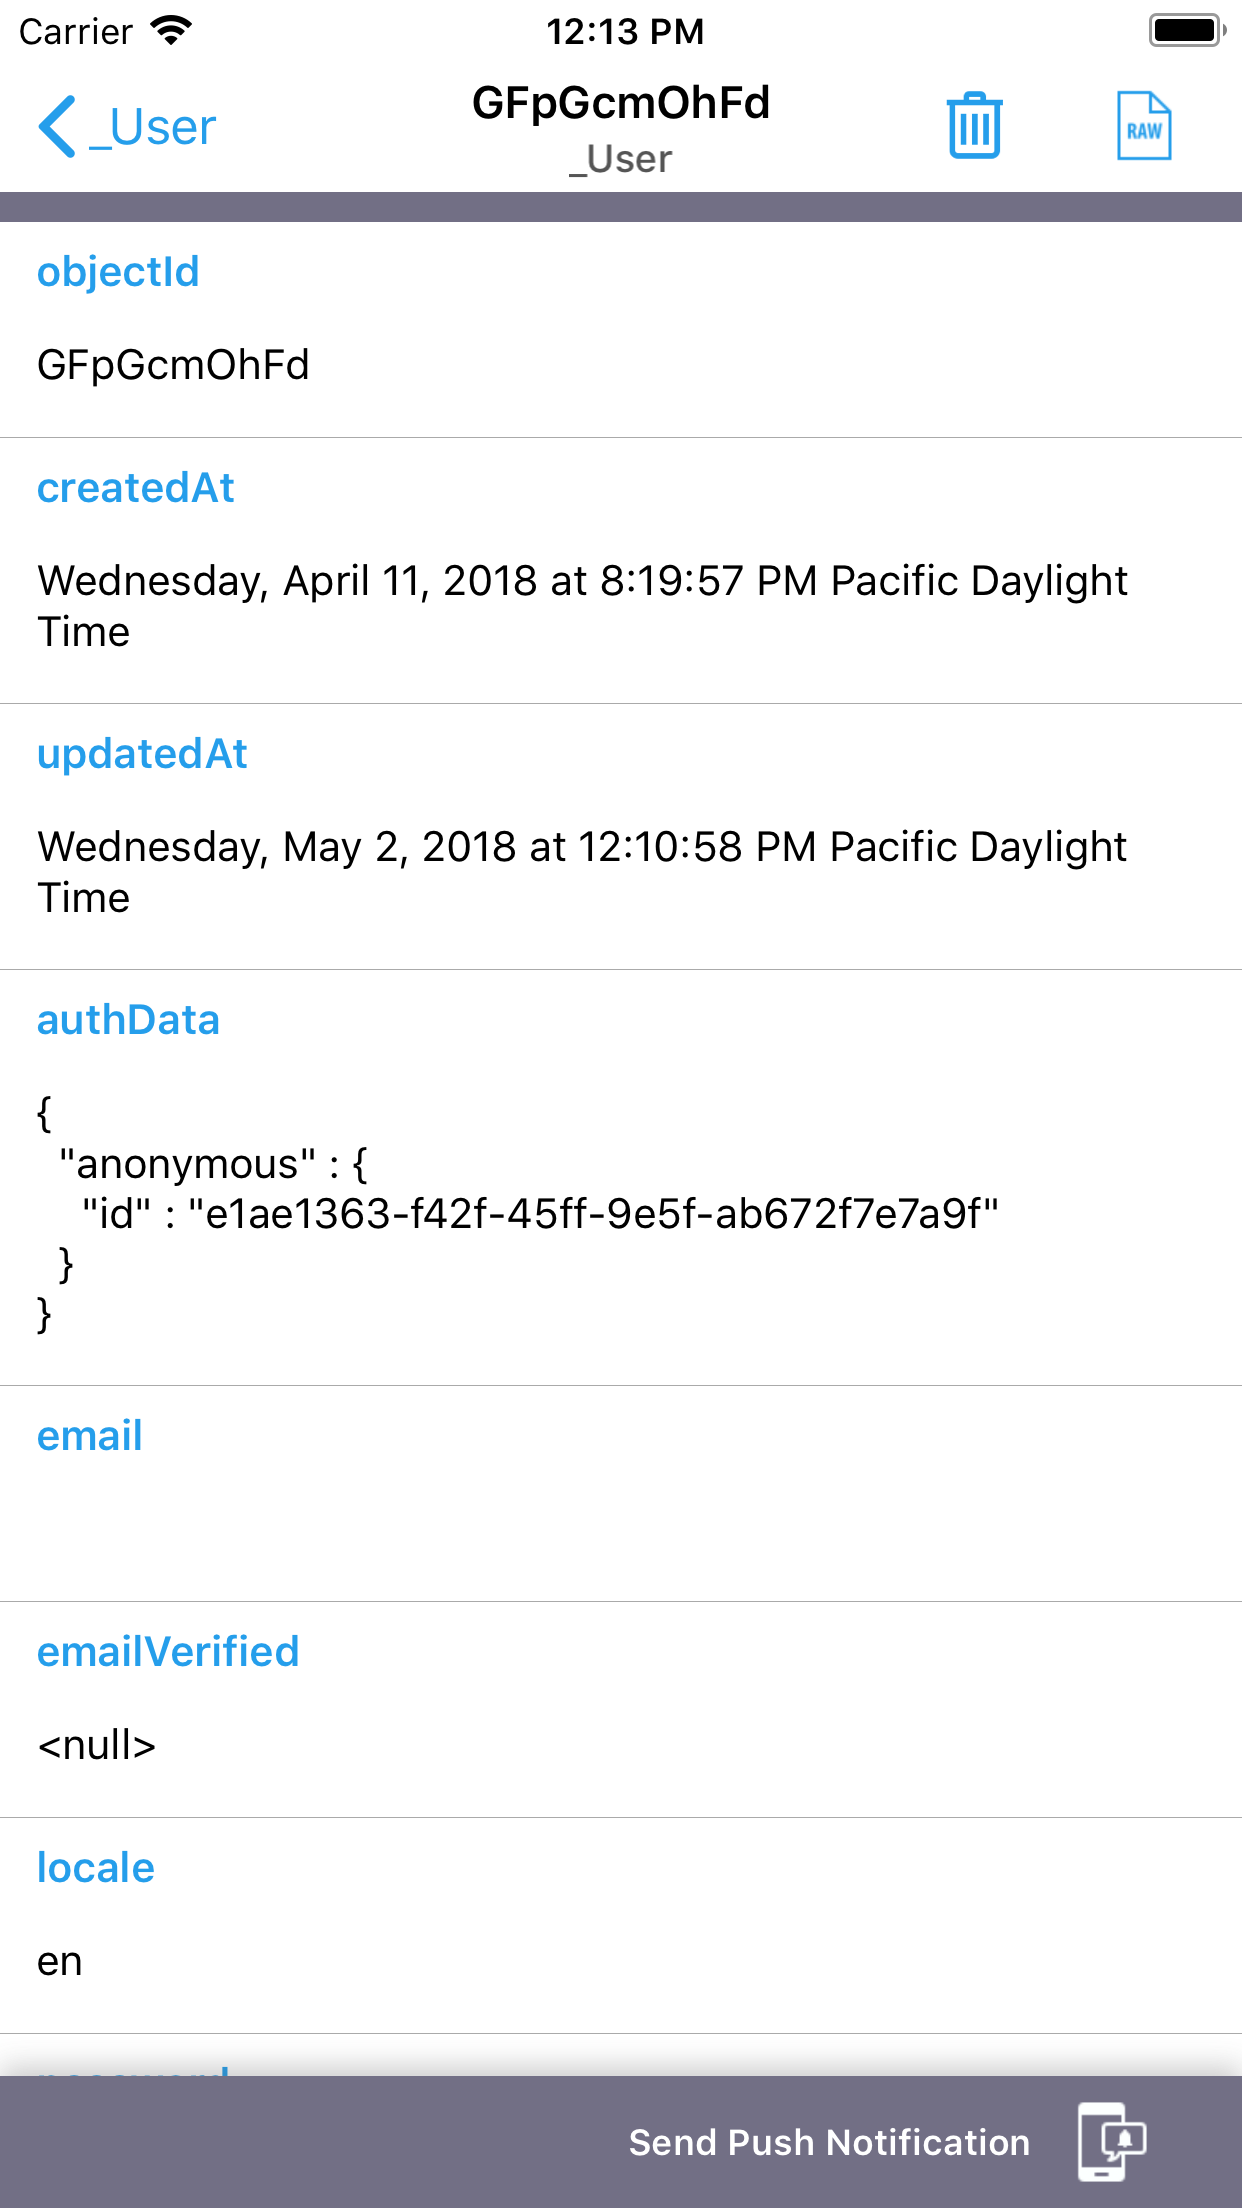 Carrier 12:13 PM
_User GFpGcmOhFd RAW
_User
objectId
GFpGcmOhFd
createdAt
Wednesday, April 11, 2018 at 8:19:57 PM Pacific Daylight
Time
updatedAt
Wednesday, May 2, 2018 at 12:10:58 PM Pacific Daylight
Time
authData
{
  "anonymous" : {
    "id" : "e1ae1363-f42f-45ff-9e5f-ab672f7e7a9f"
  }
}
email
emailVerified
<null>
locale
en
Send Push Notification